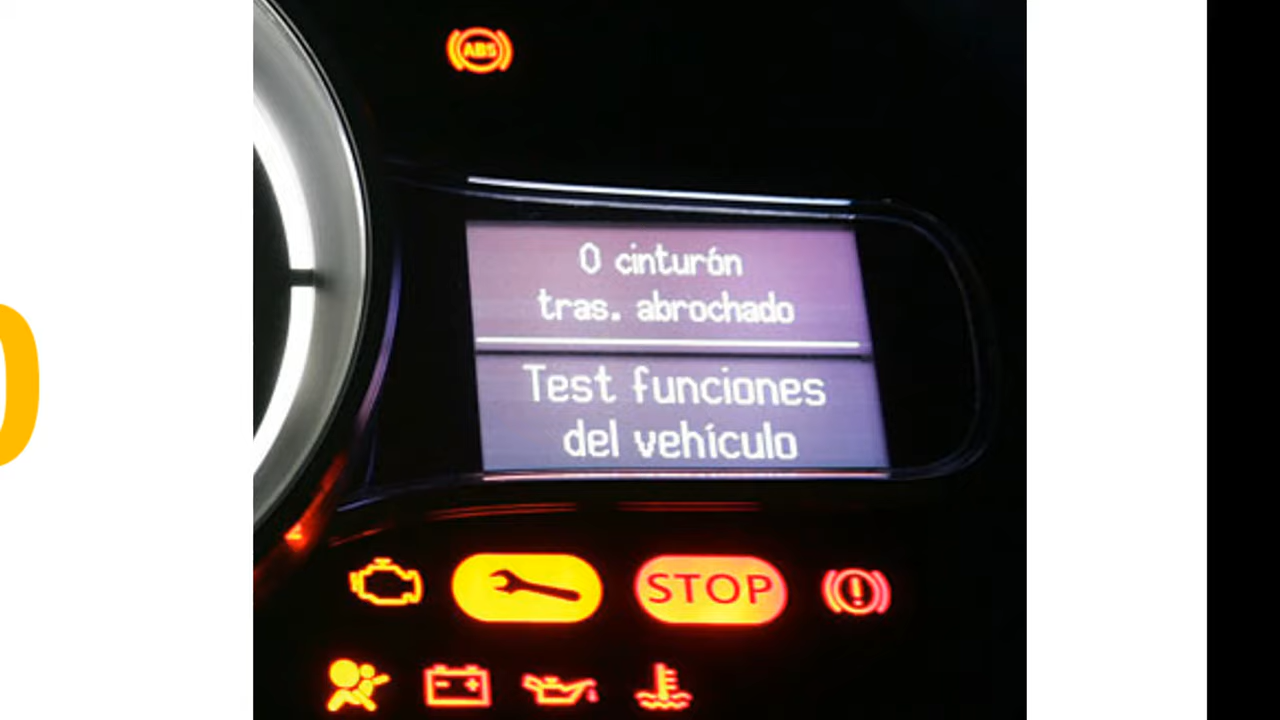 ABS
0 cinturón
tras. abrochado
Test funciones
del vehículo
STOP